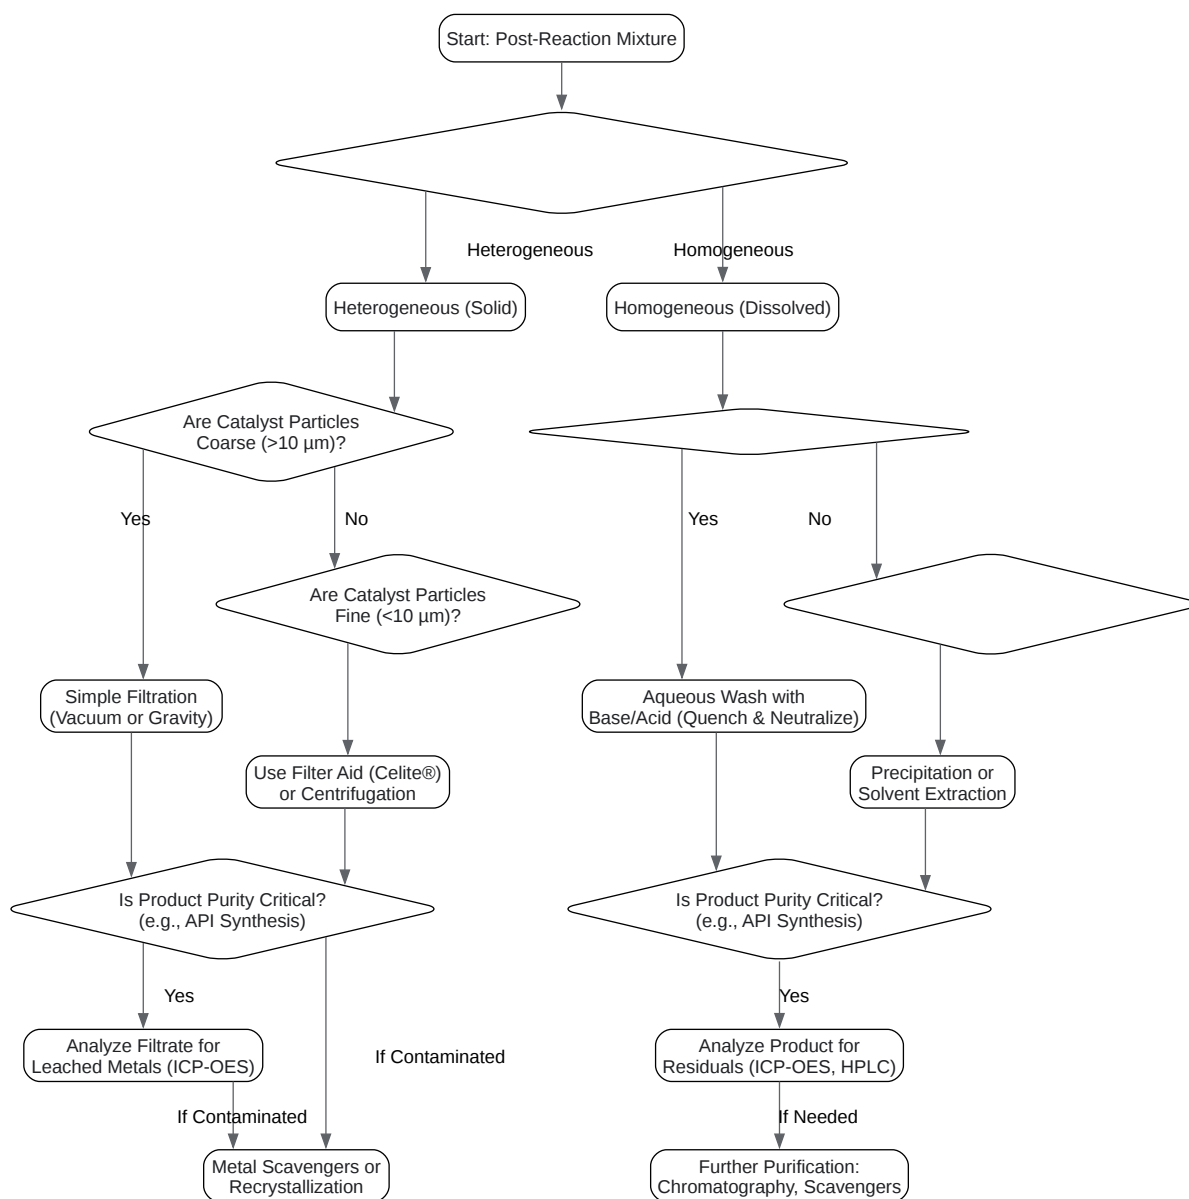 Start: Post-Reaction Mixture
Heterogeneous
Homogeneous
Heterogeneous (Solid)
Homogeneous (Dissolved)
Are Catalyst Particles
Coarse (>10 µm)?
Yes
No
Yes
No
Are Catalyst Particles
Fine (<10 µm)?
Simple Filtration
(Vacuum or Gravity)
Aqueous Wash with
Base/Acid (Quench & Neutralize)
Use Filter Aid (Celite®)
or Centrifugation
Precipitation or
Solvent Extraction
Is Product Purity Critical?
(e.g., API Synthesis)
Is Product Purity Critical?
(e.g., API Synthesis)
Yes
Yes
Analyze Filtrate for
Leached Metals (ICP-OES)
If Contaminated
Analyze Product for
Residuals (ICP-OES, HPLC)
If Contaminated
If Needed
Metal Scavengers or
Recrystallization
Further Purification:
Chromatography, Scavengers